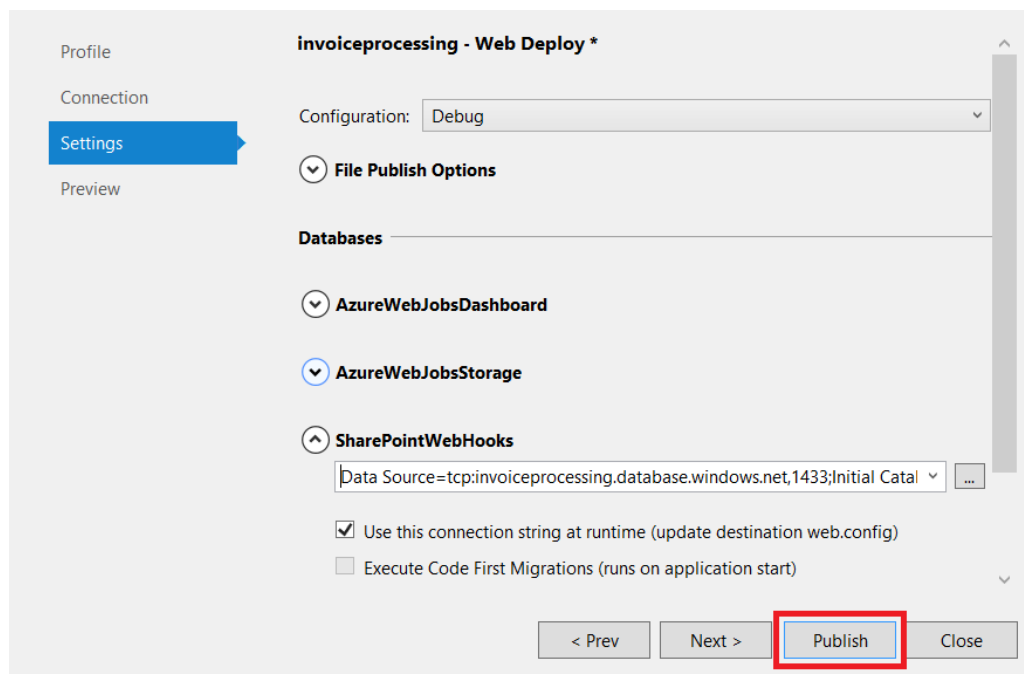 Profile
Connection
Settings
Preview
invoiceprocessing - Web Deploy *
Configuration: Debug
File Publish Options
Databases
AzureWebJobsDashboard
AzureWebJobsStorage
SharePointWebHooks
Data Source=tcp:invoiceprocessing.database.windows.net,1433;Initial Catal
...
Use this connection string at runtime (update destination web.config)
Execute Code First Migrations (runs on application start)
< Prev Next > Publish Close